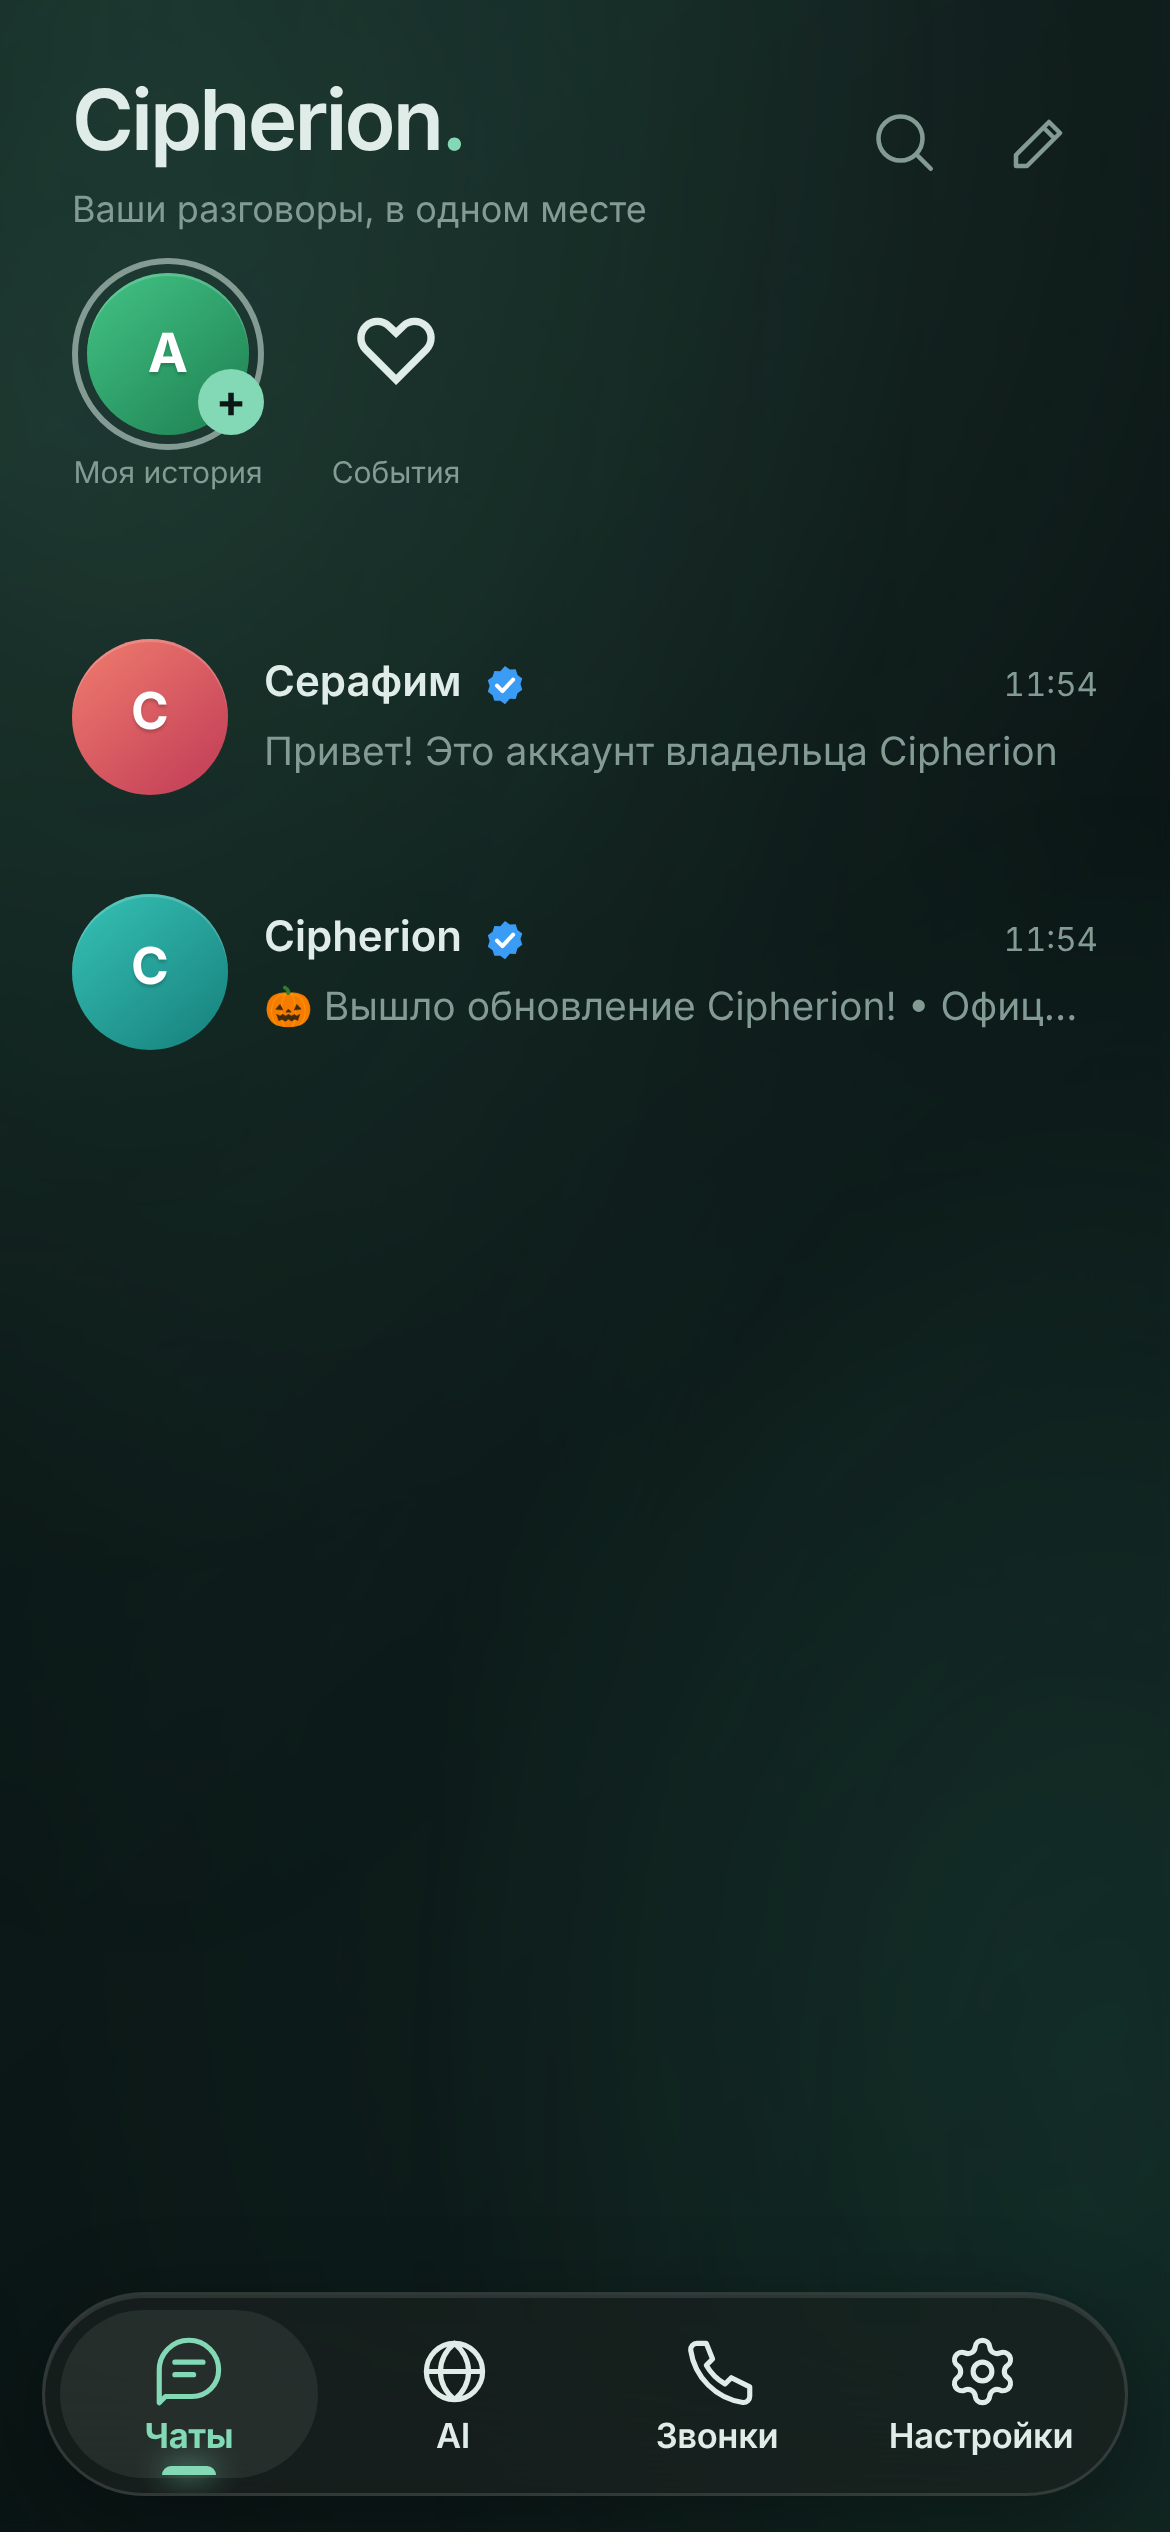 Cipherion.
Ваши разговоры, в одном месте
A
+
Моя история
События
С
Серафим
11:54
Привет! Это аккаунт владельца Cipherion
C
Cipherion
11:54
🎃 Вышло обновление Cipherion! • Офиц...
Чаты
AI
Звонки
Настройки